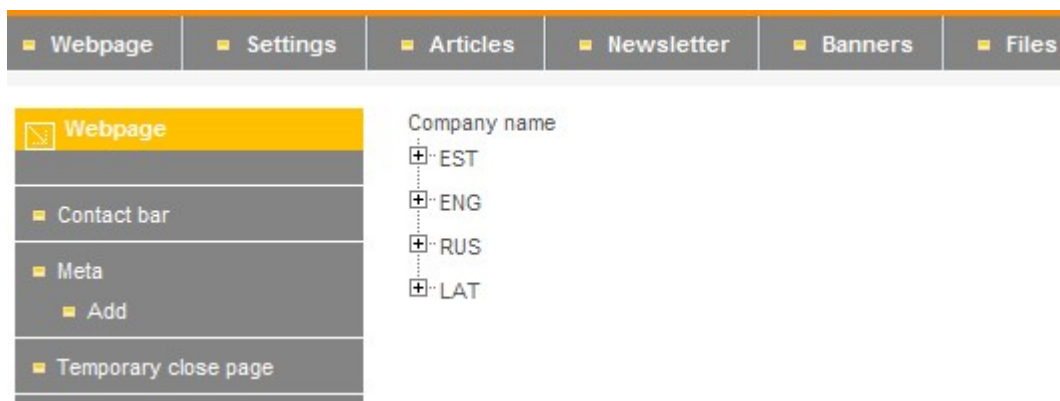 Webpage Settings Articles Newsletter Banners Files
Webpage
Contact bar
Meta
Add
Temporary close page
Company name
EST
ENG
RUS
LAT